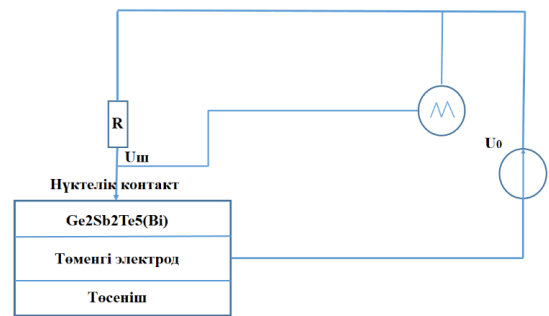 R
Uш
U0
Нүктелік контакт
Ge2Sb2Te5(Bi)
Төменгі электрод
Төсеніш